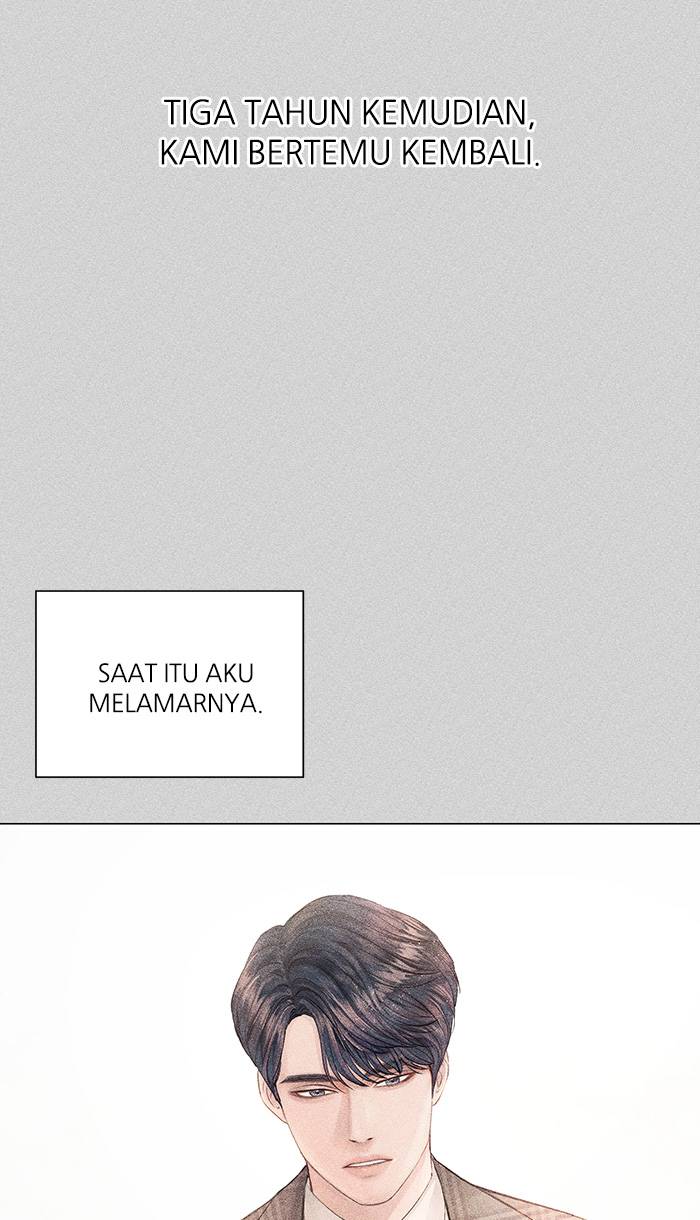 TIGA TAHUN KEMUDIAN,
KAMI BERTEMU KEMBALI.
SAAT ITU AKU
MELAMARNYA.